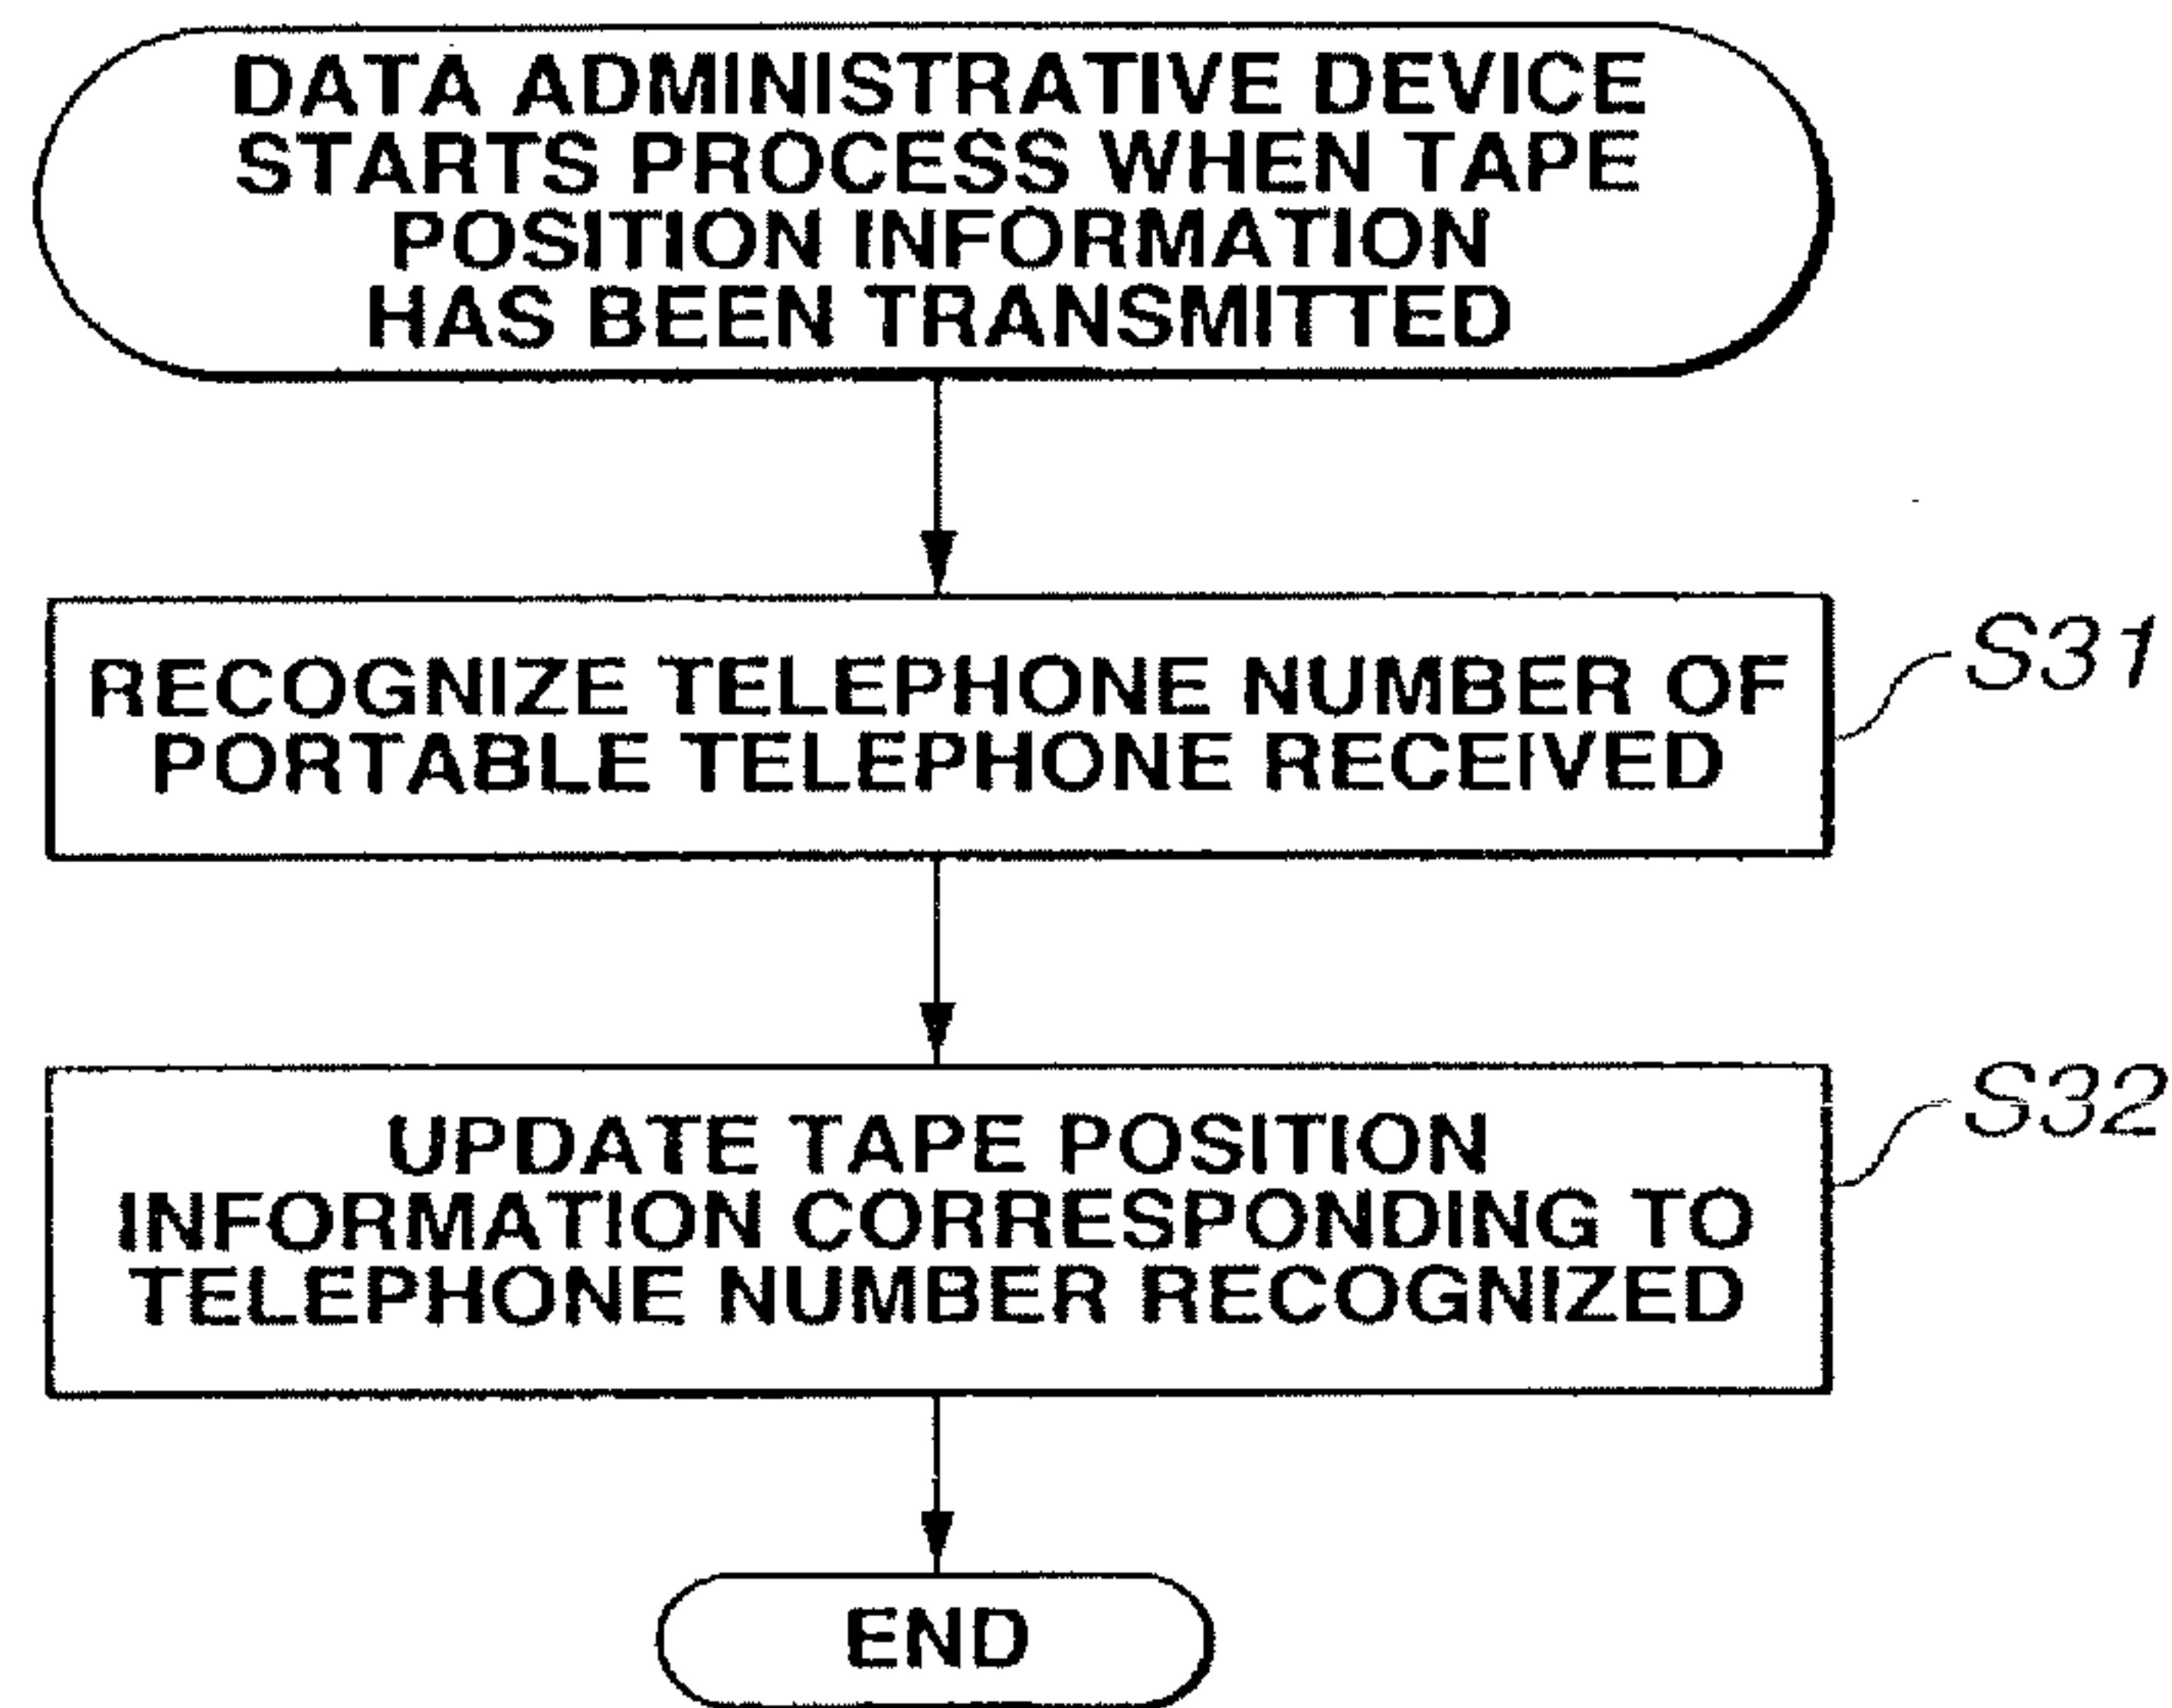 DATA ADMINISTRATIVE DEVICE
STARTS PROCESS WHEN TAPE
POSITION INFORMATION
HAS BEEN TRANSMITTED
RECOGNIZE TELEPHONE NUMBER OF
PORTABLE TELEPHONE RECEIVED
S31
UPDATE TAPE POSITION
INFORMATION CORRESPONDING TO
TELEPHONE NUMBER RECOGNIZED
S32
END